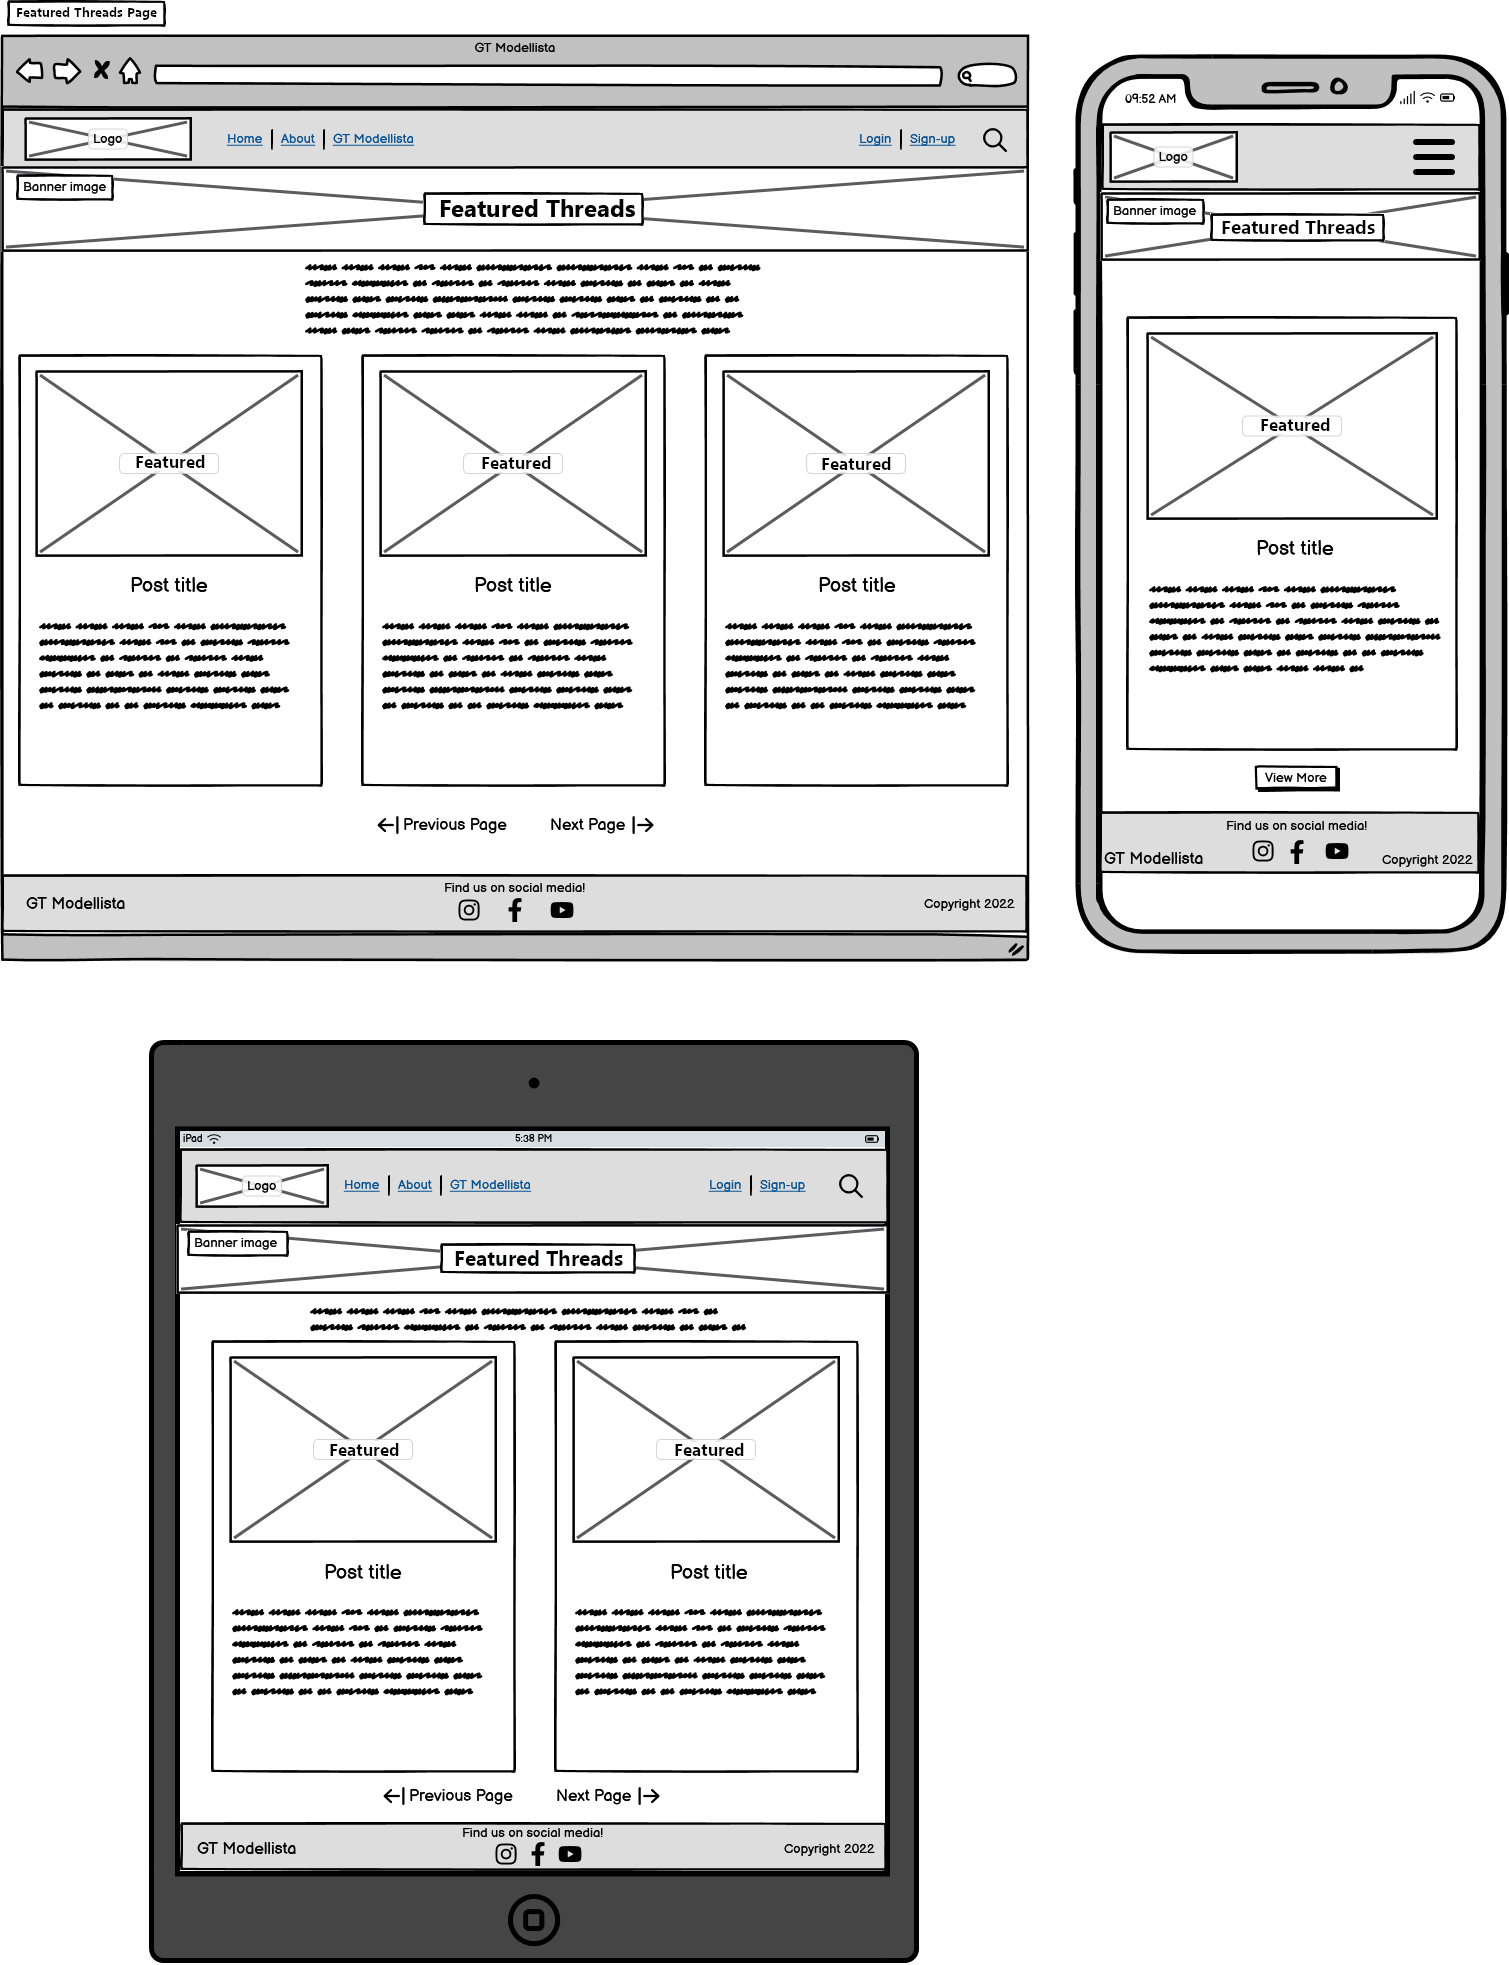 Featured Threads Page
GT Modellista
Logo
Home About GT Modellista Login Sign-up
Banner image
Featured Threads
Featured Featured Featured
Post title Post title Post title
Previous Page Next Page
Find us on social media!
GT Modellista Copyright 2022
09:52 AM
Logo
Banner image
Featured Threads
Featured
Post title
View More
Find us on social media!
GT Modellista Copyright 2022
iPad 5:38 PM
Logo Home About GT Modellista Login Sign-up
Banner image
Featured Threads
Featured Featured
Post title Post title
Previous Page Next Page
Find us on social media!
GT Modellista Copyright 2022